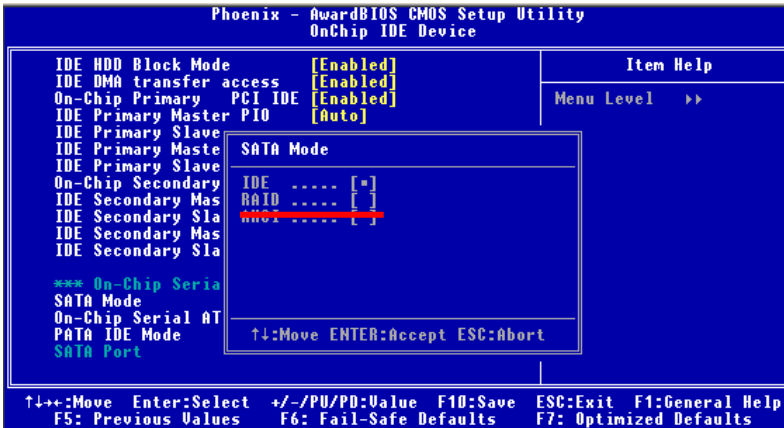 Phoenix - AwardBIOS CMOS Setup Utility
OnChip IDE Device
IDE HDD Block Mode [Enabled]
IDE DMA transfer access [Enabled]
On-Chip Primary PCI IDE [Enabled]
IDE Primary Master PIO [Auto]
IDE Primary Slave
IDE Primary Maste
IDE Primary Slave
On-Chip Secondary
IDE Secondary Mas
IDE Secondary Sla
IDE Secondary Mas
IDE Secondary Sla
*** On-Chip Seria
SATA Mode
On-Chip Serial AT
PATA IDE Mode
SATA Port
SATA Mode
IDE ..... [▪]
RAID ..... [ ]
AHCI ..... [ ]
↑↓:Move ENTER:Accept ESC:Abort
Item Help
Menu Level ▸▸
↑↓→←:Move Enter:Select +/-/PU/PD:Value F10:Save ESC:Exit F1:General Help
F5: Previous Values F6: Fail-Safe Defaults F7: Optimized Defaults